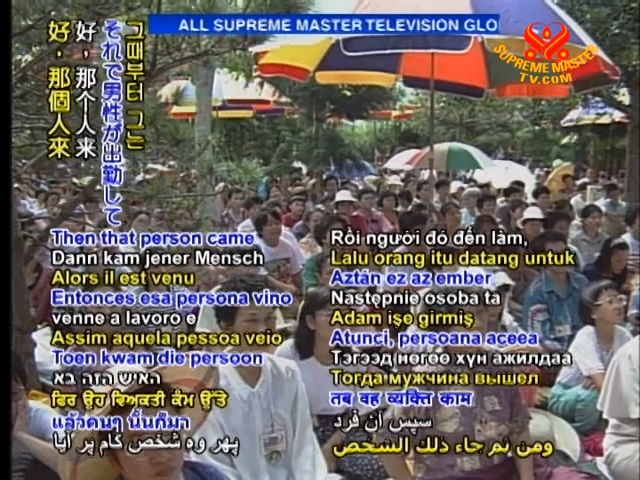 ALL SUPREME MASTER TELEVISION GLO
SUPREME MASTER
TV.COM
그때부터 그는
それで男性が出勤して
好，那个人来
好，那個人來
Then that person came
Dann kam jener Mensch
Alors il est venu
Entonces esa persona vino
venne a lavoro e
Assim aquela pessoa veio
Toen kwam die persoon
האיש הזה בא
ਫਿਰ ਉਹ ਵਿਅਕਤੀ ਕੰਮ ਉੱਤੇ
แล้วคนๆ นั้นก็มา
پھر وہ شخص کام پر آیا
Rồi người đó đến làm,
Lalu orang itu datang untuk
Aztán ez az ember
Następnie osoba ta
Adam işe girmiş
Atunci, persoana aceea
Тэгээд нөгөө хүн ажилдаа
Тогда мужчина вышел
तब वह व्यक्ति काम
سپس آن فرد
ومن ثم جاء ذلك الشخص